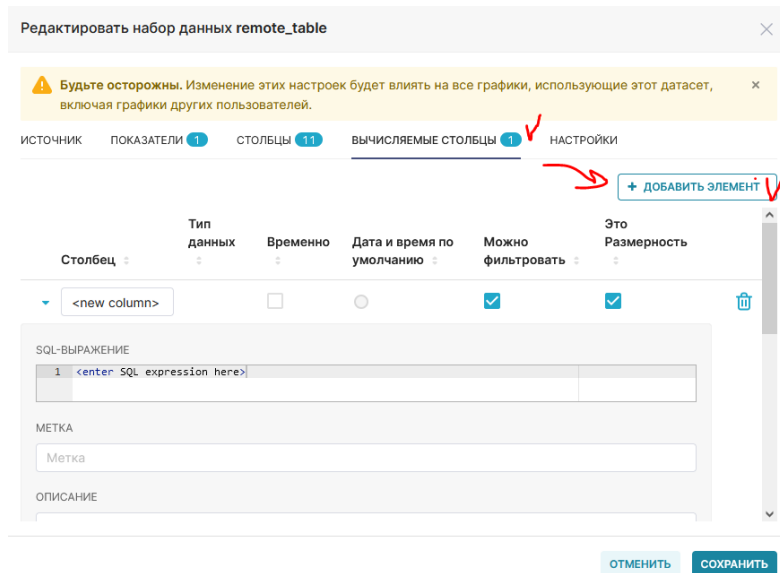 Редактировать набор данных remote_table
Будьте осторожны. Изменение этих настроек будет влиять на все графики, использующие этот датасет,
включая графики других пользователей.
ИСТОЧНИК ПОКАЗАТЕЛИ 1 СТОЛБЦЫ 11 ВЫЧИСЛЯЕМЫЕ СТОЛБЦЫ 1 НАСТРОЙКИ
+ ДОБАВИТЬ ЭЛЕМЕНТ
Столбец Тип данных Временно Дата и время по умолчанию Можно фильтровать Это Размерность
<new column>
SQL-ВЫРАЖЕНИЕ
1 <enter SQL expression here>
МЕТКА
Метка
ОПИСАНИЕ
ОТМЕНИТЬ СОХРАНИТЬ